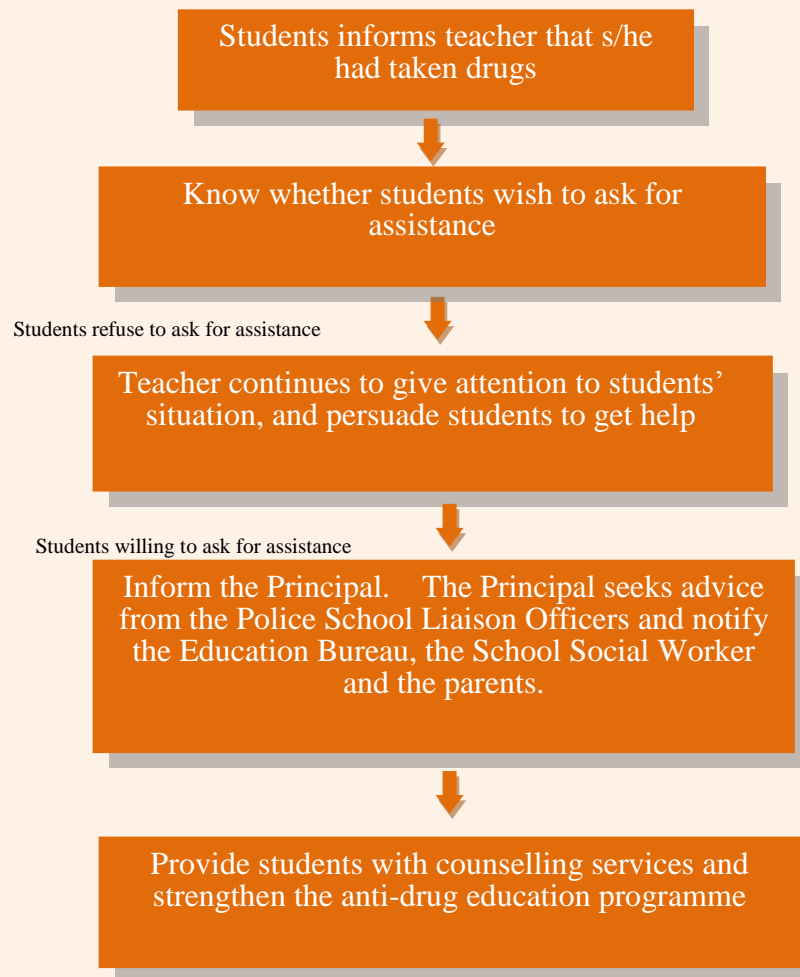 Students informs teacher that s/he
had taken drugs
Know whether students wish to ask for
assistance
Students refuse to ask for assistance
Teacher continues to give attention to students’
situation, and persuade students to get help
Students willing to ask for assistance
Inform the Principal. The Principal seeks advice
from the Police School Liaison Officers and notify
the Education Bureau, the School Social Worker
and the parents.
Provide students with counselling services and
strengthen the anti-drug education programme